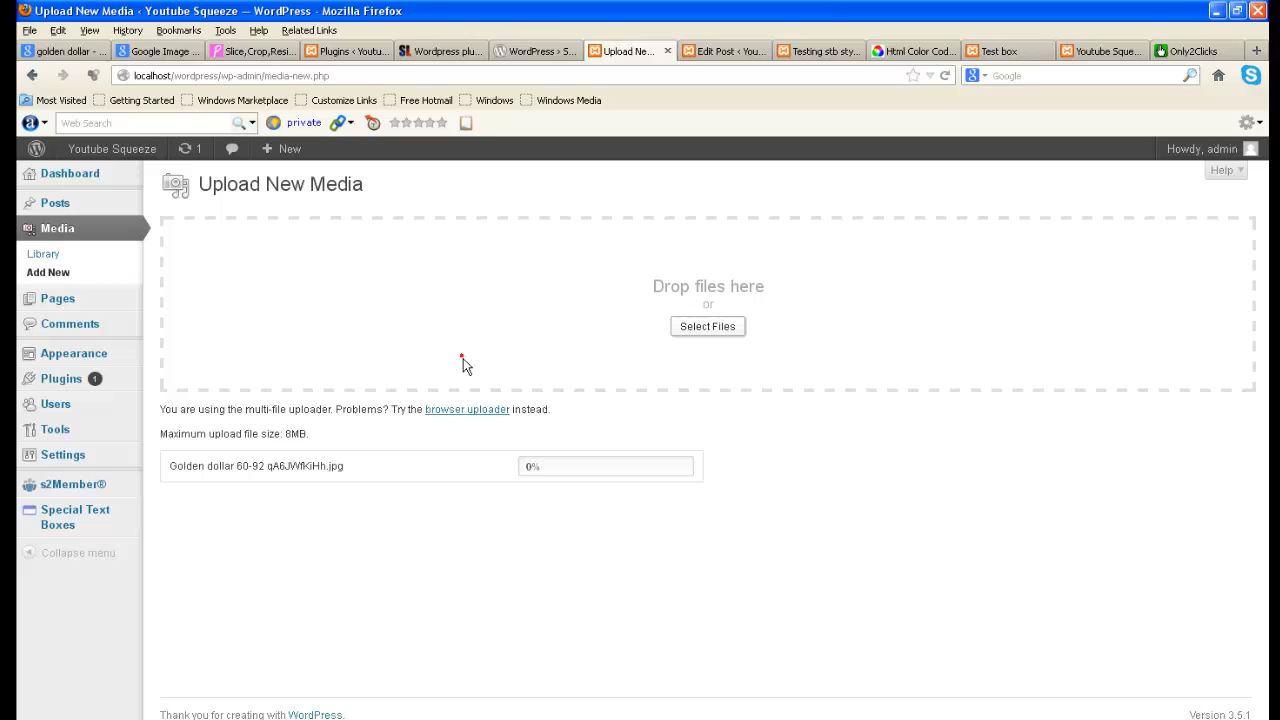 Upload New Media ‹ Youtube Squeeze — WordPress - Mozilla Firefox
File Edit View History Bookmarks Tools Help Related Links
golden dollar - ... Google Image ... Slice,Crop,Resi... Plugins ‹ Youtu... Wordpress plu... WordPress › S... Upload Ne... Edit Post ‹ You... Testing stb sty... Html Color Cod... Test box Youtube Sque... Only2Clicks
localhost/wordpress/wp-admin/media-new.php Google
Most Visited Getting Started Windows Marketplace Customize Links Free Hotmail Windows Windows Media
Web Search private
Youtube Squeeze 1 New Howdy, admin
Help
Upload New Media
Dashboard
Posts
Media
Library
Add New
Pages
Comments
Appearance
Plugins 1
Users
Tools
Settings
s2Member®
Special Text
Boxes
Collapse menu
Drop files here
or
Select Files
You are using the multi-file uploader. Problems? Try the browser uploader instead.
Maximum upload file size: 8MB.
Golden dollar 60-92 qA6JWfKiHh.jpg 0%
Thank you for creating with WordPress. Version 3.5.1